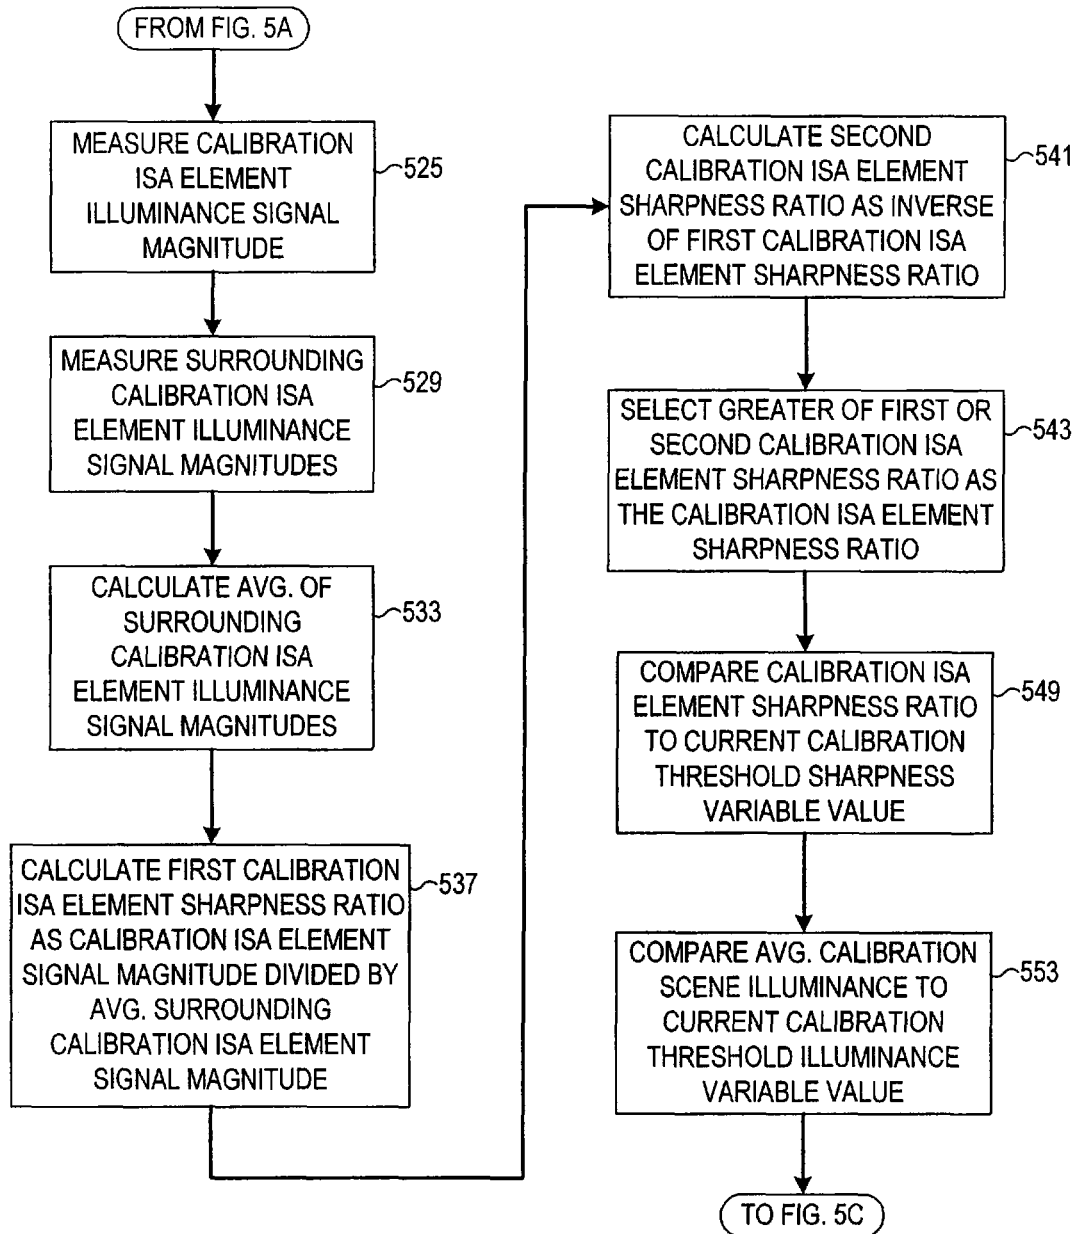 FROM FIG. 5A
MEASURE CALIBRATION
ISA ELEMENT
ILLUMINANCE SIGNAL
MAGNITUDE
525
MEASURE SURROUNDING
CALIBRATION ISA
ELEMENT ILLUMINANCE
SIGNAL MAGNITUDES
529
CALCULATE AVG. OF
SURROUNDING
CALIBRATION ISA
ELEMENT ILLUMINANCE
SIGNAL MAGNITUDES
533
CALCULATE FIRST CALIBRATION
ISA ELEMENT SHARPNESS RATIO
AS CALIBRATION ISA ELEMENT
SIGNAL MAGNITUDE DIVIDED BY
AVG. SURROUNDING
CALIBRATION ISA ELEMENT
SIGNAL MAGNITUDE
537
CALCULATE SECOND
CALIBRATION ISA ELEMENT
SHARPNESS RATIO AS INVERSE
OF FIRST CALIBRATION ISA
ELEMENT SHARPNESS RATIO
541
SELECT GREATER OF FIRST OR
SECOND CALIBRATION ISA
ELEMENT SHARPNESS RATIO AS
THE CALIBRATION ISA ELEMENT
SHARPNESS RATIO
543
COMPARE CALIBRATION ISA
ELEMENT SHARPNESS RATIO
TO CURRENT CALIBRATION
THRESHOLD SHARPNESS
VARIABLE VALUE
549
COMPARE AVG. CALIBRATION
SCENE ILLUMINANCE TO
CURRENT CALIBRATION
THRESHOLD ILLUMINANCE
VARIABLE VALUE
553
TO FIG. 5C